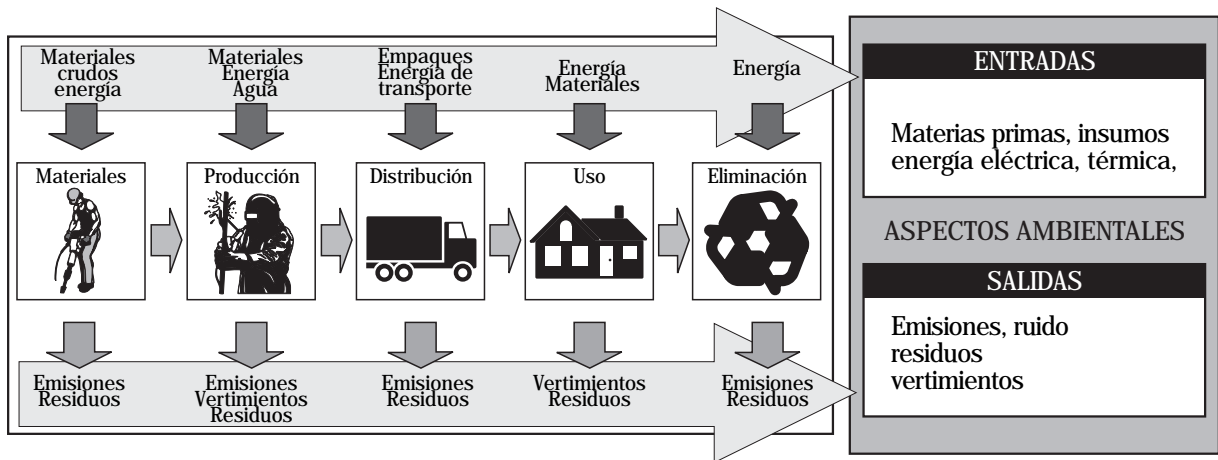 Materiales
crudos
energía
Materiales
Energía
Agua
Empaques
Energía de
transporte
Energía
Materiales
Energía
Materiales
Producción
Distribución
Uso
Eliminación
Emisiones
Residuos
Emisiones
Vertimientos
Residuos
Emisiones
Residuos
Vertimientos
Residuos
Emisiones
Residuos
ENTRADAS
Materias primas, insumos
energía eléctrica, térmica,
ASPECTOS AMBIENTALES
SALIDAS
Emisiones, ruido
residuos
vertimientos